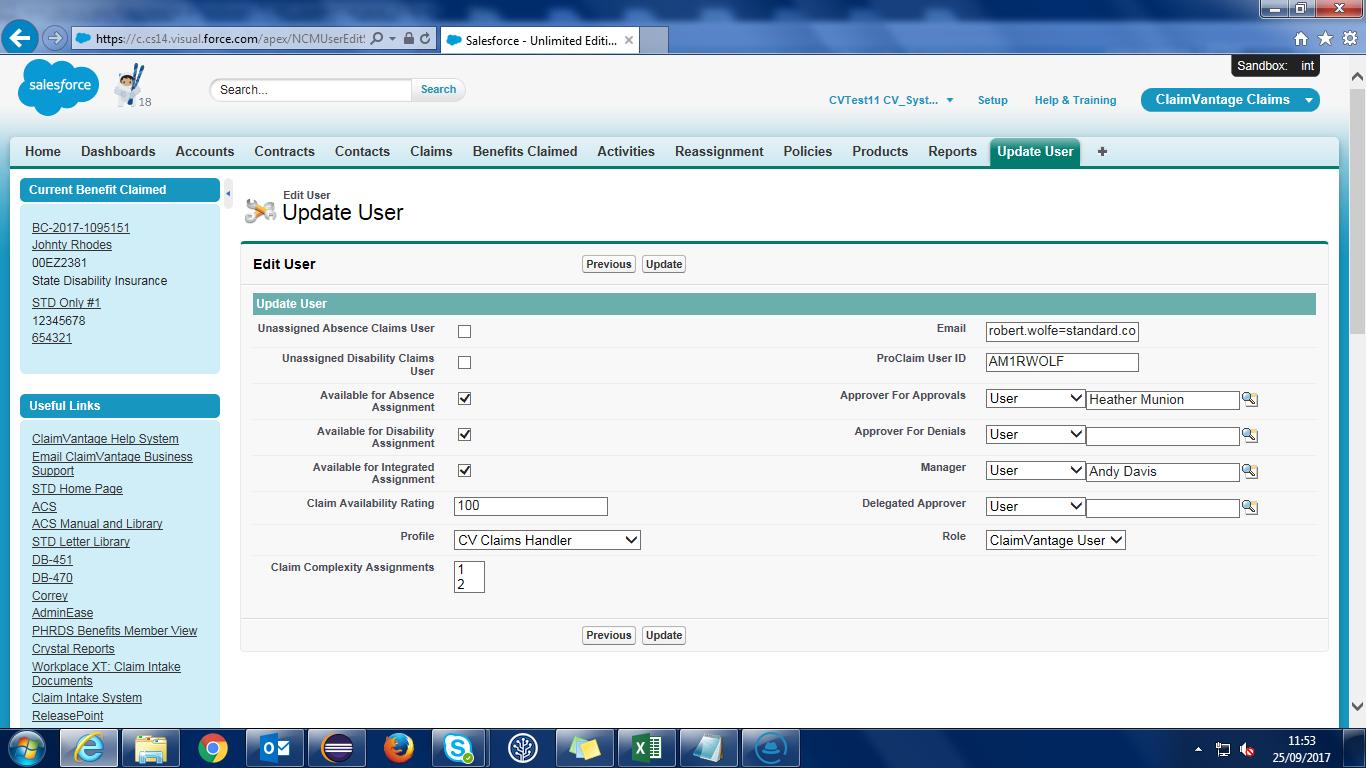 https://c.cs14.visual.force.com/apex/NCMUserEdit
Salesforce - Unlimited Editi...
Sandbox: int
salesforce
18
Search...
Search
CVTest11 CV_Syst...
Setup
Help & Training
ClaimVantage Claims
Home Dashboards Accounts Contracts Contacts Claims Benefits Claimed Activities Reassignment Policies Products Reports Update User
Current Benefit Claimed
BC-2017-1095151
Johnty Rhodes
00EZ2381
State Disability Insurance
STD Only #1
12345678
654321
Useful Links
ClaimVantage Help System
Email ClaimVantage Business
Support
STD Home Page
ACS
ACS Manual and Library
STD Letter Library
DB-451
DB-470
Correy
AdminEase
PHRDS Benefits Member View
Crystal Reports
Workplace XT: Claim Intake
Documents
Claim Intake System
ReleasePoint
Edit User
Update User
Edit User
Previous Update
Update User
Unassigned Absence Claims User
Email robert.wolfe=standard.co
Unassigned Disability Claims
User
ProClaim User ID AM1RWOLF
Available for Absence
Assignment
Approver For Approvals User Heather Munion
Available for Disability
Assignment
Approver For Denials User
Available for Integrated
Assignment
Manager User Andy Davis
Claim Availability Rating 100
Delegated Approver User
Profile CV Claims Handler
Role ClaimVantage User
Claim Complexity Assignments 1
2
Previous Update
11:53
25/09/2017